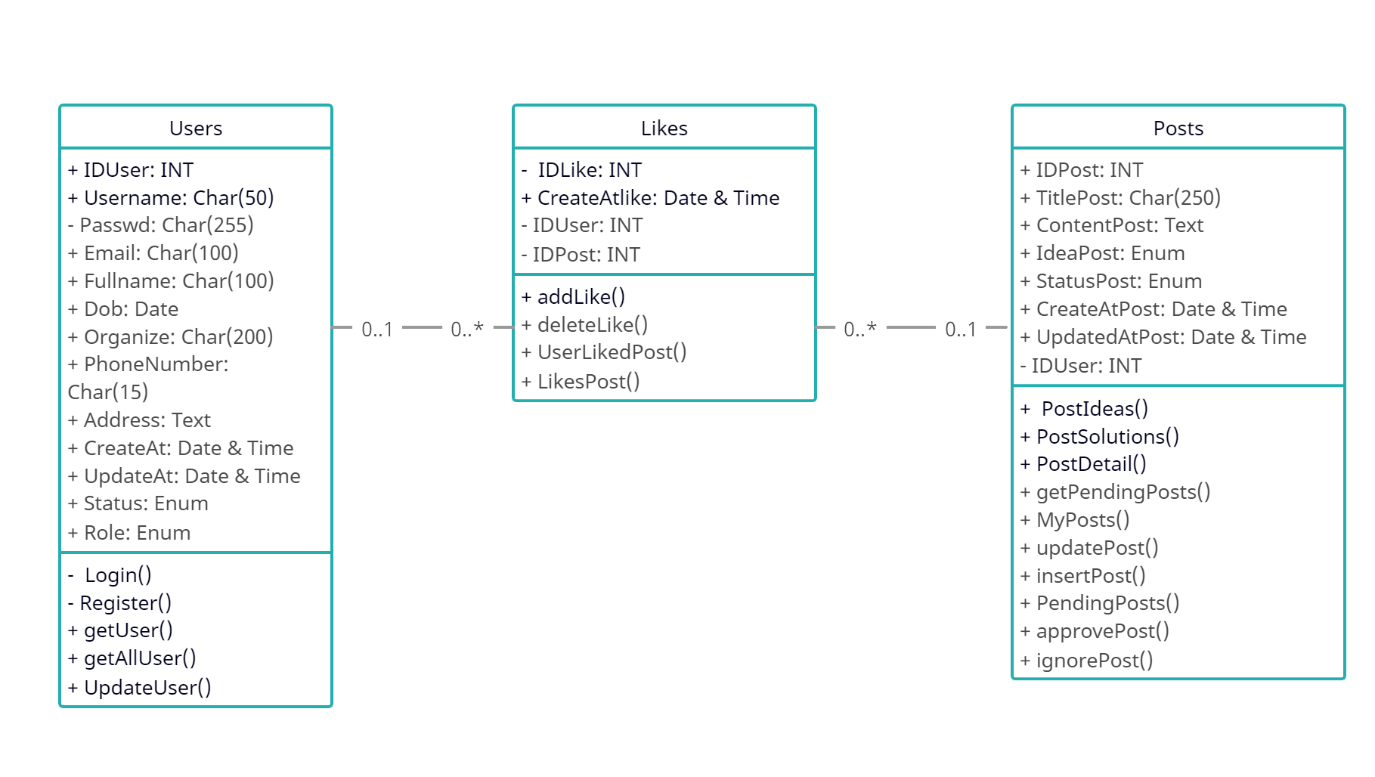 Users
+ IDUser: INT
+ Username: Char(50)
- Passwd: Char(255)
+ Email: Char(100)
+ Fullname: Char(100)
+ Dob: Date
+ Organize: Char(200)
+ PhoneNumber:
Char(15)
+ Address: Text
+ CreateAt: Date & Time
+ UpdateAt: Date & Time
+ Status: Enum
+ Role: Enum
- Login()
- Register()
+ getUser()
+ getAllUser()
+ UpdateUser()
0..1
0..*
Likes
- IDLike: INT
+ CreateAtlike: Date & Time
- IDUser: INT
- IDPost: INT
+ addLike()
+ deleteLike()
+ UserLikedPost()
+ LikesPost()
0..*
0..1
Posts
+ IDPost: INT
+ TitlePost: Char(250)
+ ContentPost: Text
+ IdeaPost: Enum
+ StatusPost: Enum
+ CreateAtPost: Date & Time
+ UpdatedAtPost: Date & Time
- IDUser: INT
+ PostIdeas()
+ PostSolutions()
+ PostDetail()
+ getPendingPosts()
+ MyPosts()
+ updatePost()
+ insertPost()
+ PendingPosts()
+ approvePost()
+ ignorePost()